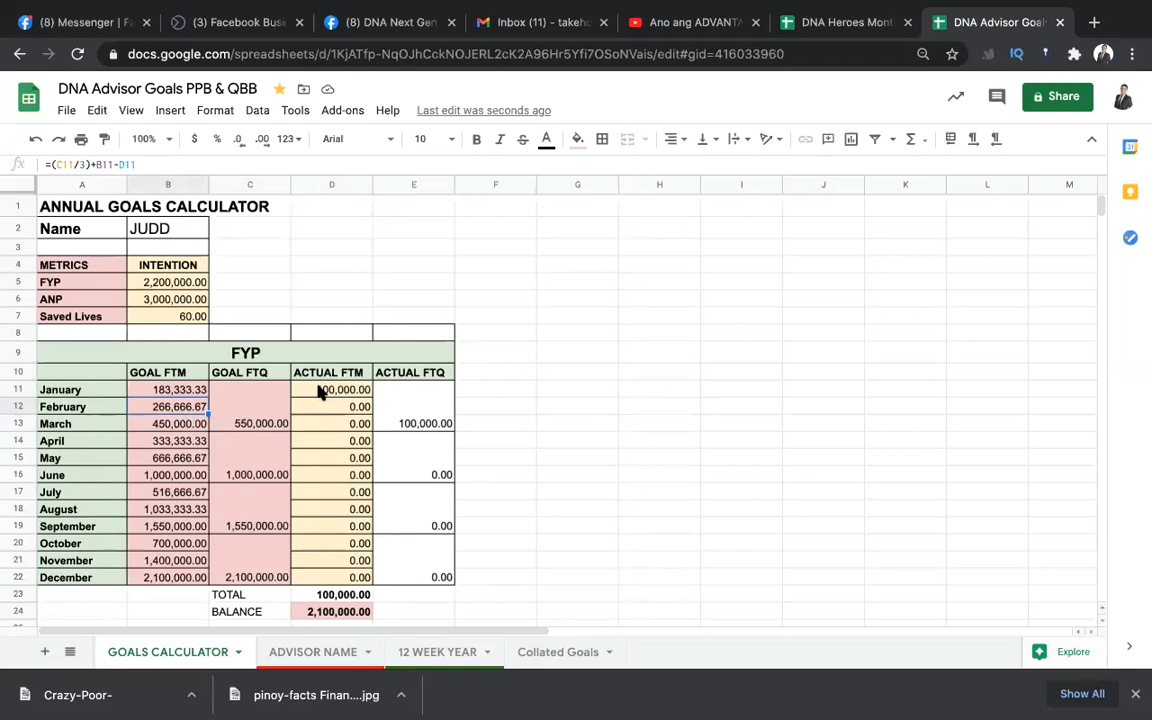 (8) Messenger | Fa
(3) Facebook Busi
(8) DNA Next Gen
Inbox (11) - takeho
Ano ang ADVANTA
DNA Heroes Mont
DNA Advisor Goals
docs.google.com/spreadsheets/d/1KjATfp-NqOJhCckNOJERL2cK2A96Hr5Yfi7OSoNVais/edit#gid=416033960
DNA Advisor Goals PPB & QBB
Share
File Edit View Insert Format Data Tools Add-ons Help Last edit was seconds ago
100% $ % .0 .00 123 Arial 10 B I S A
fx =(C11/3)+B11-D11
A B C D E F G H I J K L M
1 ANNUAL GOALS CALCULATOR
2 Name JUDD
3
4 METRICS INTENTION
5 FYP 2,200,000.00
6 ANP 3,000,000.00
7 Saved Lives 60.00
8
9 FYP
10 GOAL FTM GOAL FTQ ACTUAL FTM ACTUAL FTQ
11 January 183,333.33 100,000.00
12 February 266,666.67 0.00
13 March 450,000.00 550,000.00 0.00 100,000.00
14 April 333,333.33 0.00
15 May 666,666.67 0.00
16 June 1,000,000.00 1,000,000.00 0.00 0.00
17 July 516,666.67 0.00
18 August 1,033,333.33 0.00
19 September 1,550,000.00 1,550,000.00 0.00 0.00
20 October 700,000.00 0.00
21 November 1,400,000.00 0.00
22 December 2,100,000.00 2,100,000.00 0.00 0.00
23 TOTAL 100,000.00
24 BALANCE 2,100,000.00
GOALS CALCULATOR ADVISOR NAME 12 WEEK YEAR Collated Goals Explore
Crazy-Poor- pinoy-facts Finan....jpg Show All